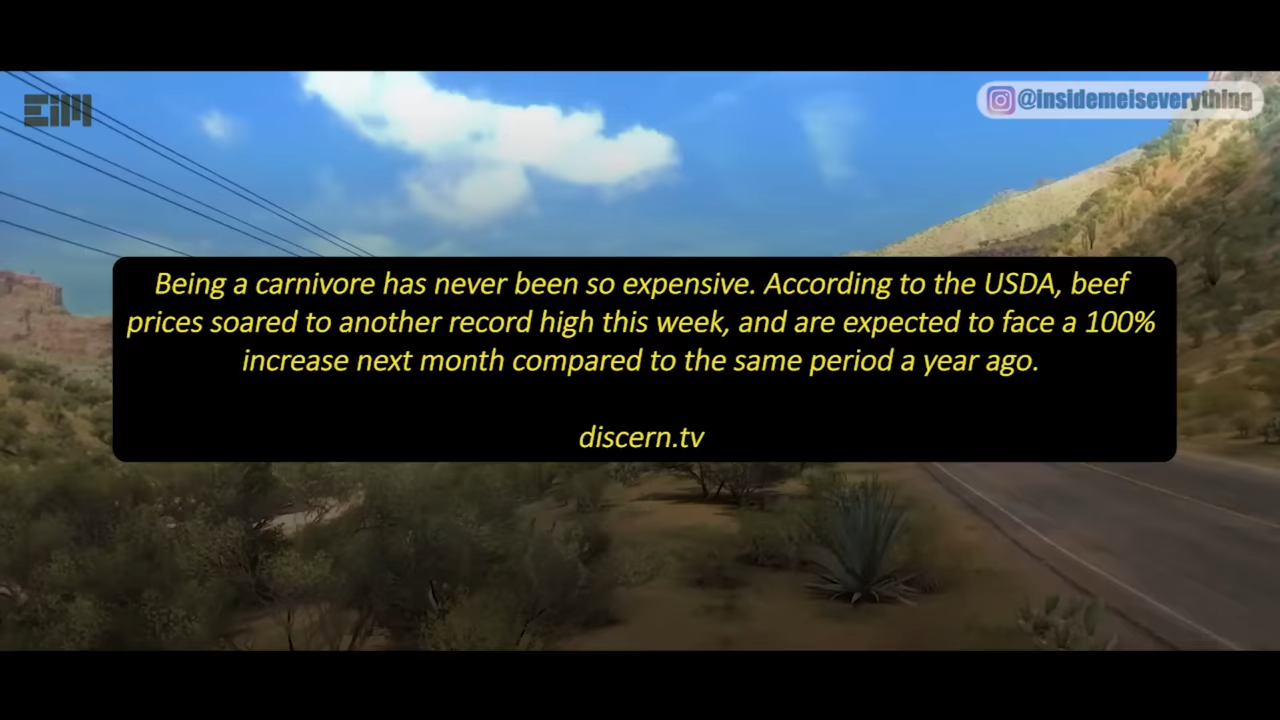 EiM
@insidemeiseverything
Being a carnivore has never been so expensive. According to the USDA, beef
prices soared to another record high this week, and are expected to face a 100%
increase next month compared to the same period a year ago.
discern.tv